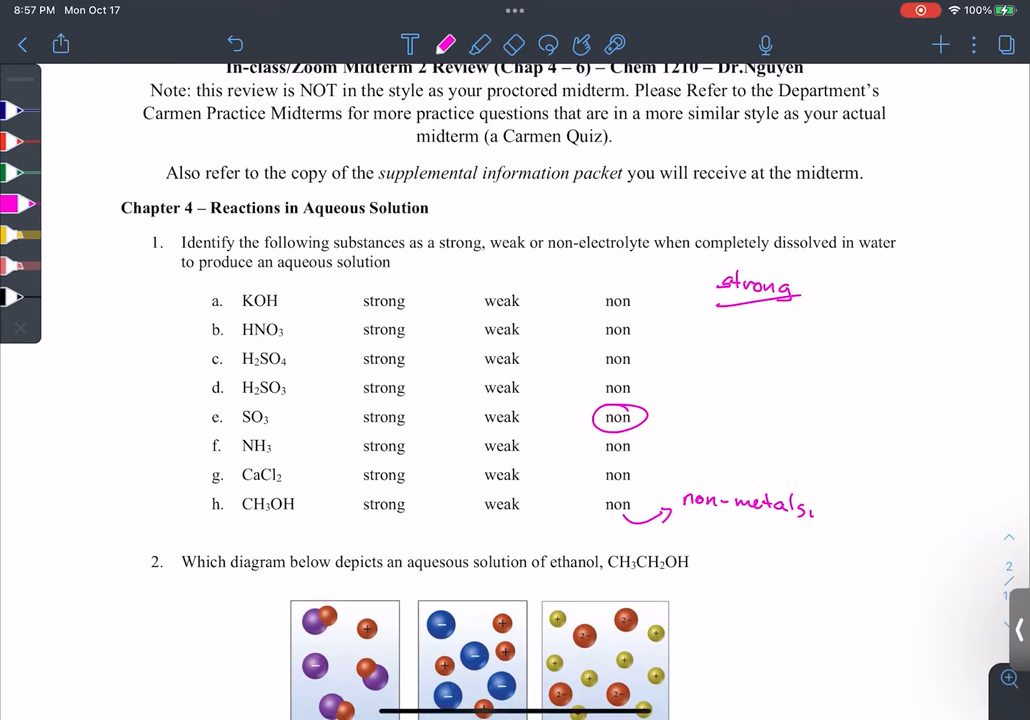 8:57 PM Mon Oct 17
100%
In-class/Zoom Midterm 2 Review (Chap 4 – 6) – Chem 1210 – Dr.Nguyen
Note: this review is NOT in the style as your proctored midterm. Please Refer to the Department's
Carmen Practice Midterms for more practice questions that are in a more similar style as your actual
midterm (a Carmen Quiz).
Also refer to the copy of the supplemental information packet you will receive at the midterm.
Chapter 4 – Reactions in Aqueous Solution
1. Identify the following substances as a strong, weak or non-electrolyte when completely dissolved in water
to produce an aqueous solution
strong
a. KOH strong weak non
b. HNO₃ strong weak non
c. H₂SO₄ strong weak non
d. H₂SO₃ strong weak non
e. SO₃ strong weak non
f. NH₃ strong weak non
g. CaCl₂ strong weak non
h. CH₃OH strong weak non
non-metals,
2. Which diagram below depicts an aquesous solution of ethanol, CH₃CH₂OH
+ − + 2− +
− + − + + + +
− − + 2− 2− +
2
/
1